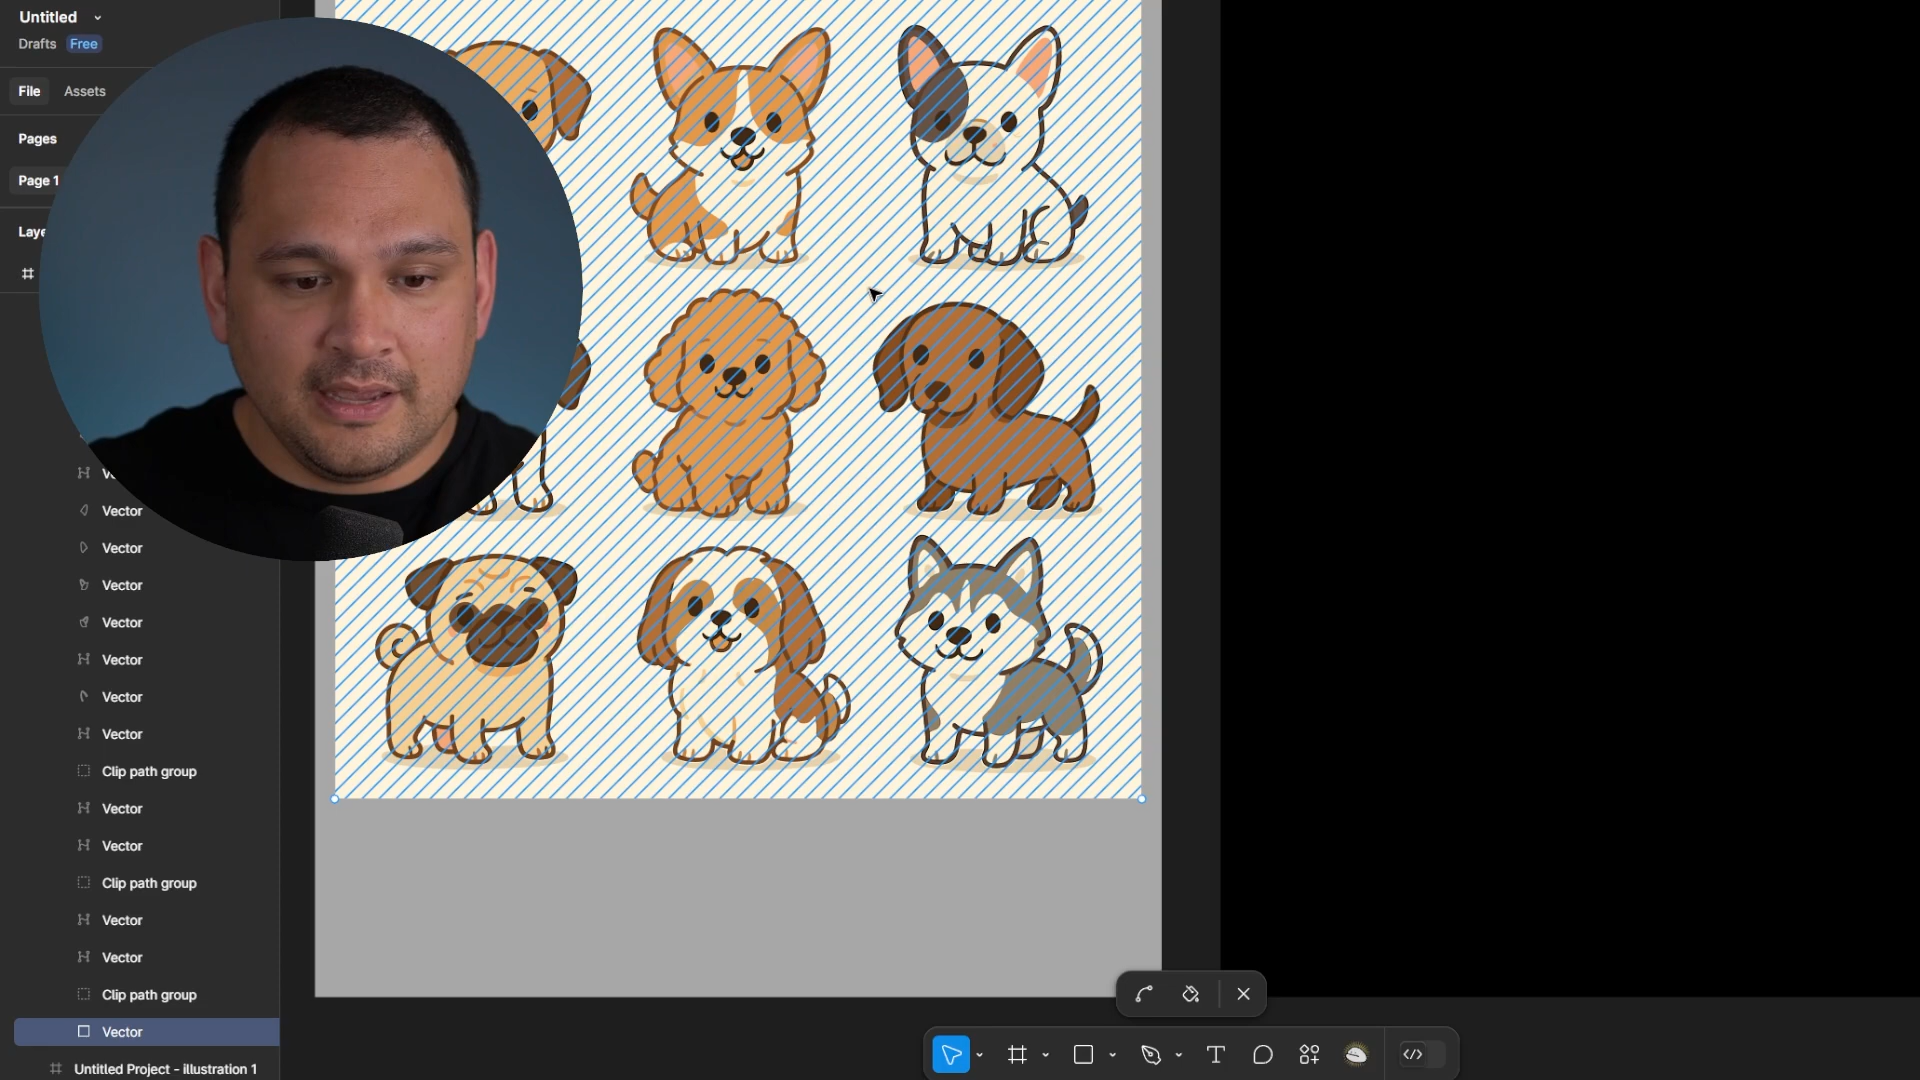 Untitled
Drafts Free
File Assets
Pages
Page 1
Vector
Vector
Vector
Vector
Vector
Vector
Vector
Clip path group
Vector
Vector
Clip path group
Vector
Vector
Clip path group
Vector
Untitled Project - illustration 1
T